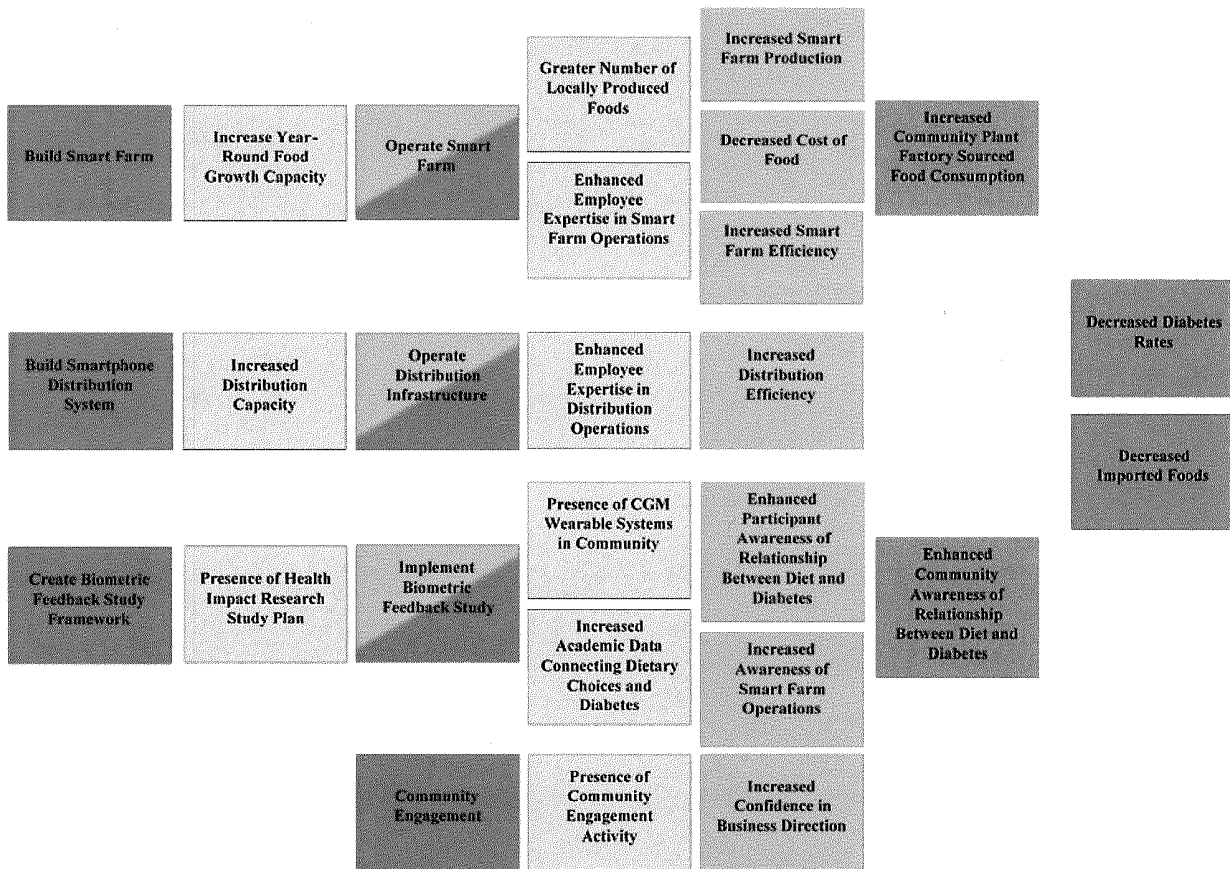 Build Smart Farm
Increase Year-
Round Food
Growth Capacity
Operate Smart
Farm
Greater Number of
Locally Produced
Foods
Enhanced
Employee
Expertise in Smart
Farm Operations
Increased Smart
Farm Production
Decreased Cost of
Food
Increased Smart
Farm Efficiency
Increased
Community Plant
Factory Sourced
Food Consumption
Build Smartphone
Distribution
System
Increased
Distribution
Capacity
Operate
Distribution
Infrastructure
Enhanced
Employee
Expertise in
Distribution
Operations
Increased
Distribution
Efficiency
Decreased Diabetes
Rates
Decreased
Imported Foods
Create Biometric
Feedback Study
Framework
Presence of Health
Impact Research
Study Plan
Implement
Biometric
Feedback Study
Presence of CGM
Wearable Systems
in Community
Increased
Academic Data
Connecting Dietary
Choices and
Diabetes
Enhanced
Participant
Awareness of
Relationship
Between Diet and
Diabetes
Increased
Awareness of
Smart Farm
Operations
Enhanced
Community
Awareness of
Relationship
Between Diet and
Diabetes
Community
Engagement
Presence of
Community
Engagement
Activity
Increased
Confidence in
Business Direction